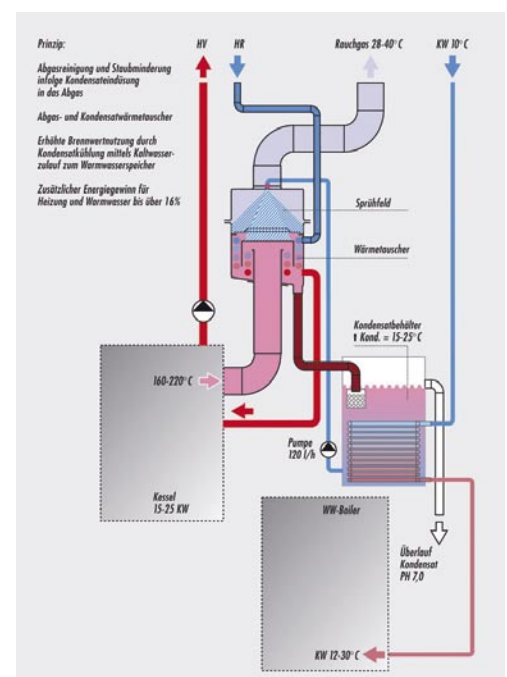 Prinzip:
HV
HR
Rauchgas 28-40° C
KW 10° C
Abgasreinigung und Staubminderung
infolge Kondensateindüsung
in das Abgas
Abgas- und Kondensatwärmetauscher
Erhöhte Brennwertnutzung durch
Kondensatkühlung mittels Kaltwasser-
zulauf zum Warmwasserspeicher
Zusätzlicher Energiegewinn für
Heizung und Warmwasser bis über 16%
Sprühfeld
Wärmetauscher
Kondensatbehälter
t Kond. = 15-25° C
160-220° C
Pumpe
120 l/h
Kessel
15-25 KW
WW-Boiler
Überlauf
Kondensat
PH 7,0
KW 12-30° C